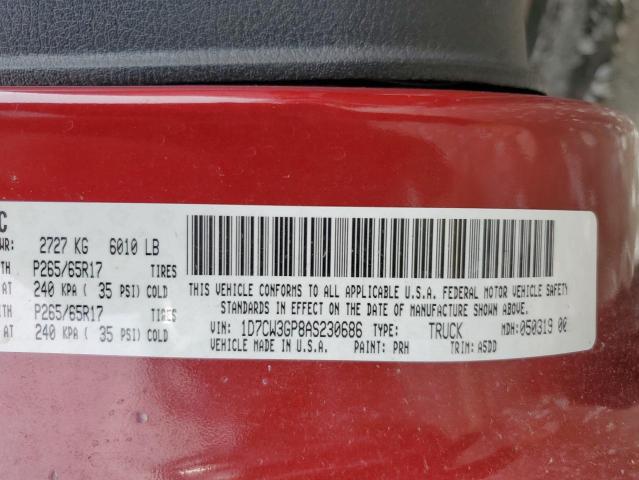 C
WR: 2727 KG 6010 LB
TH P265/65R17 TIRES
AT 240 KPA ( 35 PSI) COLD
ITH P265/65R17 TIRES
AT 240 KPA ( 35 PSI) COLD
THIS VEHICLE CONFORMS TO ALL APPLICABLE U.S.A. FEDERAL MOTOR VEHICLE SAFETY
STANDARDS IN EFFECT ON THE DATE OF MANUFACTURE SHOWN ABOVE.
VIN: 1D7CW3GP8AS230686 TYPE: TRUCK MDH: 050319 00
VEHICLE MADE IN U.S.A. PAINT: PRH TRIM: A5DD